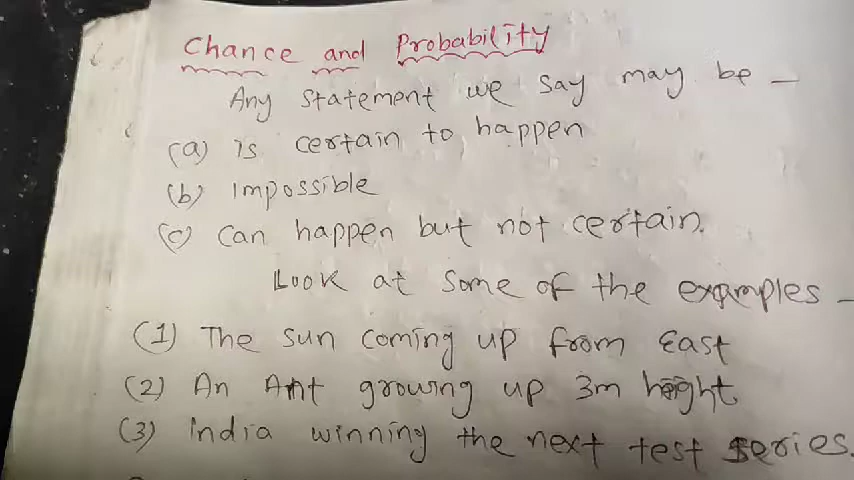 Chance and Probability
Any statement we say may be —
(a) is certain to happen
(b) Impossible
(c) can happen but not certain.
Look at some of the examples —
(1) The sun coming up from East
(2) An Ant growing up 3m height
(3) India winning the next test series.